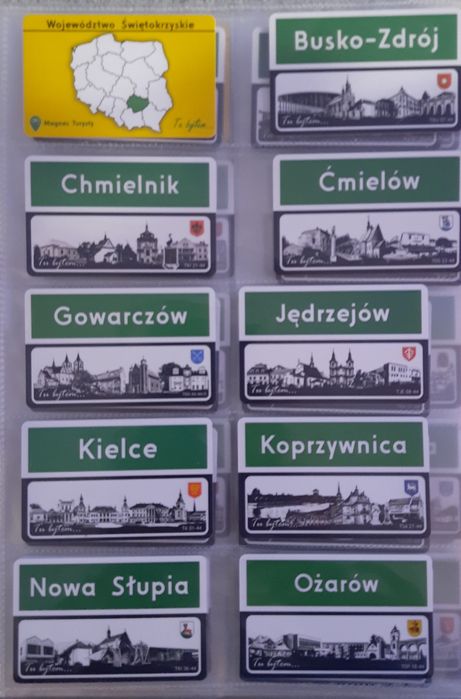 Województwo Świętokrzyskie
Magnes Turysty
Tu byłem...
Busko-Zdrój
Tu byłem...
Chmielnik
Tu byłem...
Ćmielów
Tu byłem...
Gowarczów
Tu byłem...
Jędrzejów
Tu byłem...
Kielce
Tu byłem...
Koprzywnica
Tu byłem...
Nowa Słupia
Tu byłem...
Ożarów
Tu byłem...